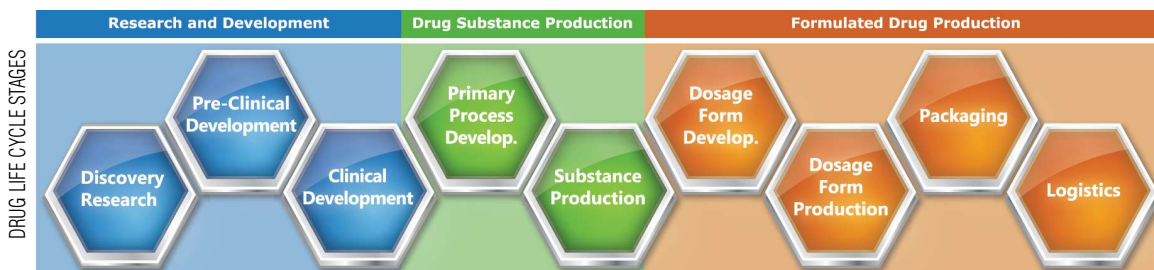 Research and Development
Drug Substance Production
Formulated Drug Production
DRUG LIFE CYCLE STAGES
Discovery
Research
Pre-Clinical
Development
Clinical
Development
Primary
Process
Develop.
Substance
Production
Dosage
Form
Develop.
Dosage
Form
Production
Packaging
Logistics